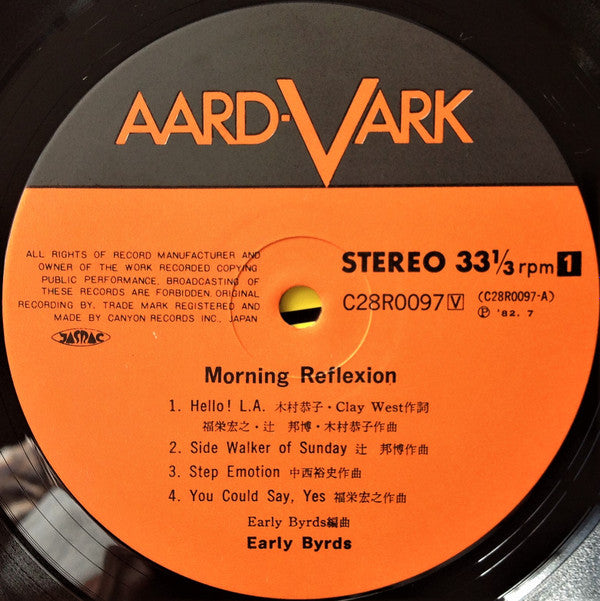 AARD-VARK
ALL RIGHTS OF RECORD MANUFACTURER AND
OWNER OF THE WORK RECORDED COPYING
PUBLIC PERFORMANCE, BROADCASTING OF
THESE RECORDS ARE FORBIDDEN. ORIGINAL
RECORDING BY, TRADE MARK REGISTERED AND
MADE BY CANYON RECORDS INC., JAPAN
JASRAC
STEREO 33 1/3 rpm 1
C28R0097 V (C28R0097-A)
Ⓟ '82. 7
Morning Reflexion
1. Hello! L.A. 木村恭子・Clay West作詞
福栄宏之・辻 邦博・木村恭子作曲
2. Side Walker of Sunday 辻 邦博作曲
3. Step Emotion 中西裕史作曲
4. You Could Say, Yes 福栄宏之作曲
Early Byrds編曲
Early Byrds